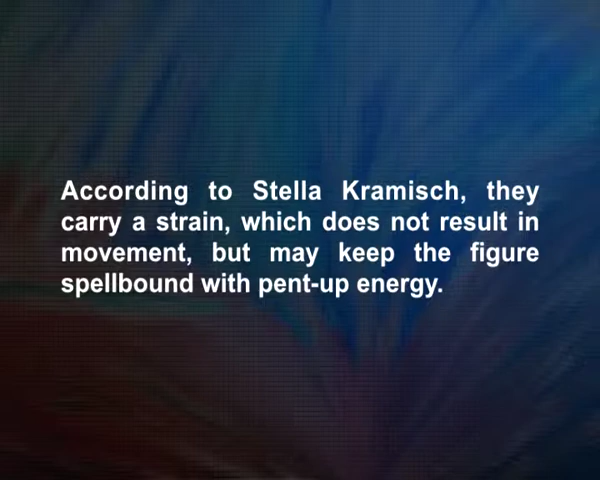 According to Stella Kramisch, they
carry a strain, which does not result in
movement, but may keep the figure
spellbound with pent-up energy.